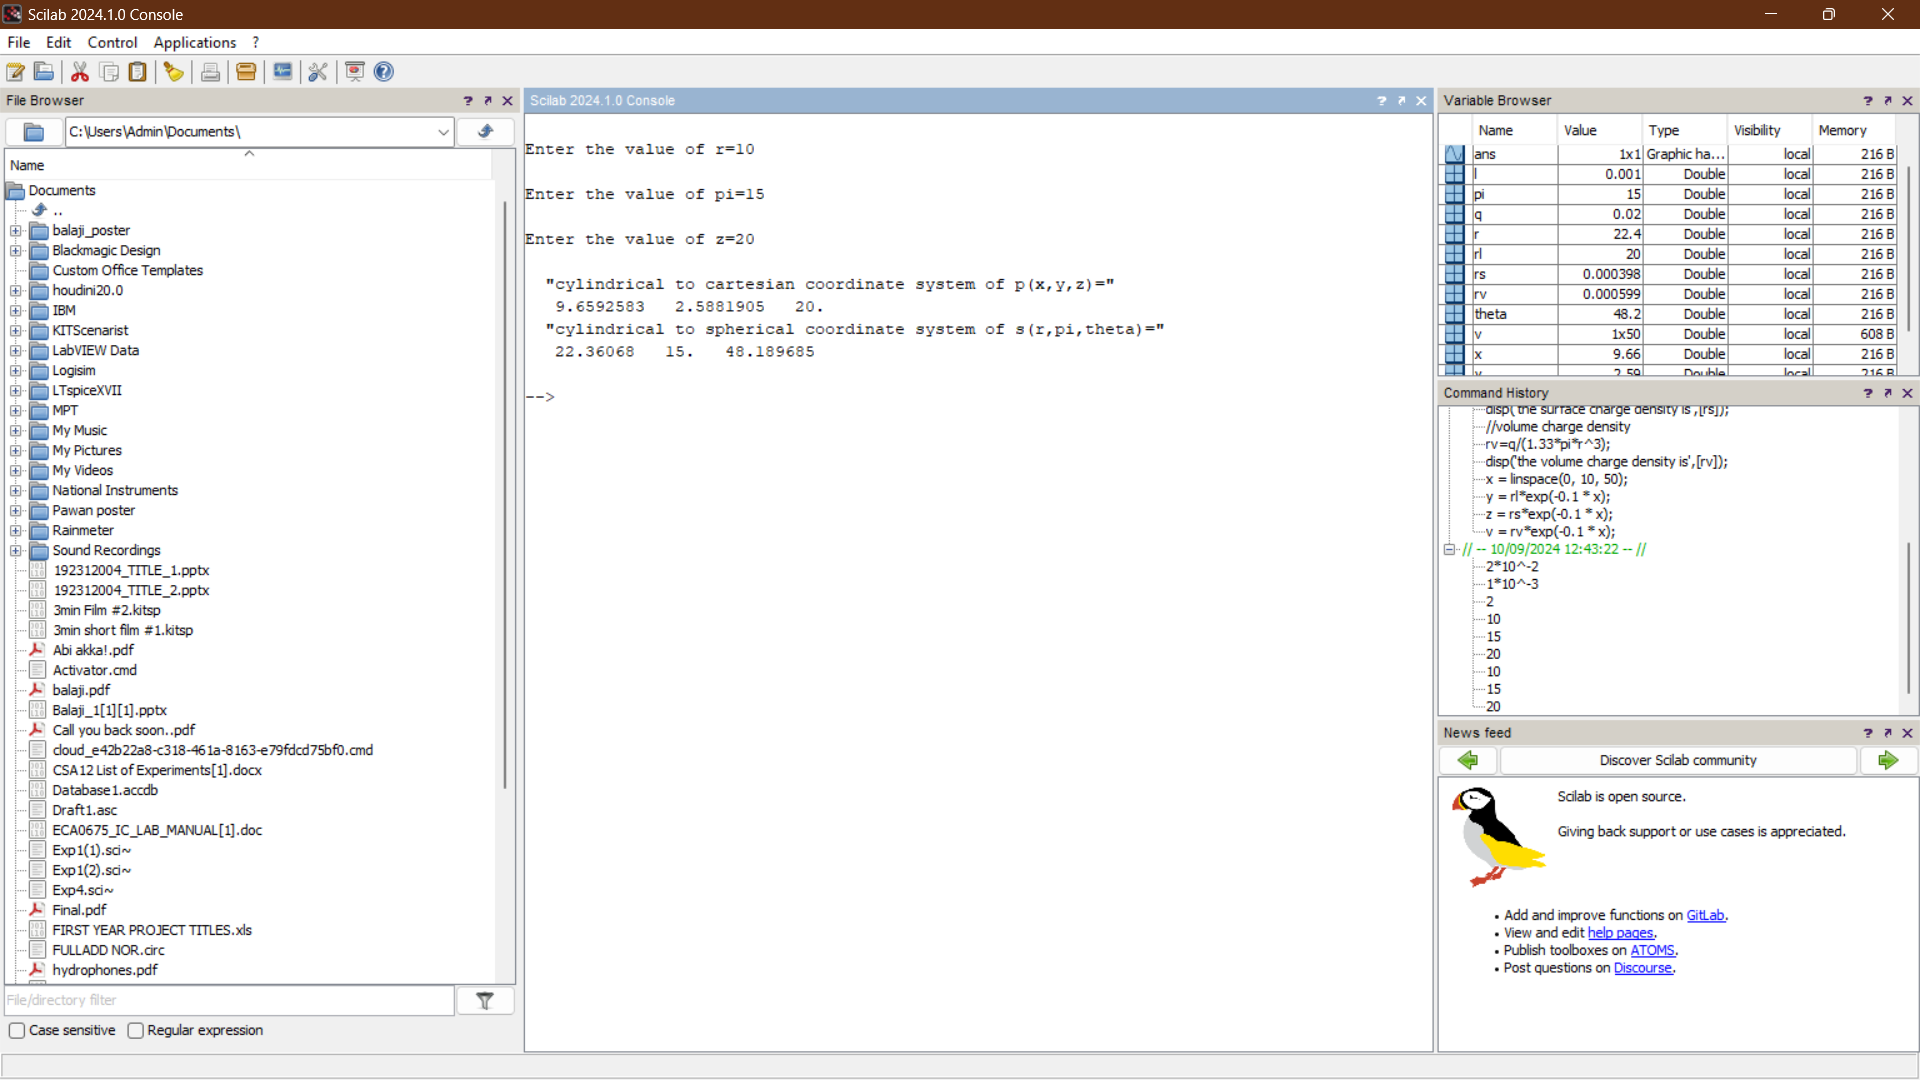 Scilab 2024.1.0 Console
File Edit Control Applications ?
File Browser
C:\Users\Admin\Documents\
Name
Documents
..
balaji_poster
Blackmagic Design
Custom Office Templates
houdini20.0
IBM
KITScenarist
LabVIEW Data
Logisim
LTspiceXVII
MPT
My Music
My Pictures
My Videos
National Instruments
Pawan poster
Rainmeter
Sound Recordings
192312004_TITLE_1.pptx
192312004_TITLE_2.pptx
3min Film #2.kitsp
3min short film #1.kitsp
Abi akka!.pdf
Activator.cmd
balaji.pdf
Balaji_1[1][1].pptx
Call you back soon..pdf
cloud_e42b22a8-c318-461a-8163-e79fdcd75bf0.cmd
CSA12 List of Experiments[1].docx
Database1.accdb
Draft1.asc
ECA0675_IC_LAB_MANUAL[1].doc
Exp1(1).sci~
Exp1(2).sci~
Exp4.sci~
Final.pdf
FIRST YEAR PROJECT TITLES.xls
FULLADD NOR.circ
hydrophones.pdf
File/directory filter
Case sensitive Regular expression
Scilab 2024.1.0 Console
Enter the value of r=10
Enter the value of pi=15
Enter the value of z=20
"cylindrical to cartesian coordinate system of p(x,y,z)="
9.6592583 2.5881905 20.
"cylindrical to spherical coordinate system of s(r,pi,theta)="
22.36068 15. 48.189685
-->
Variable Browser
Name Value Type Visibility Memory
ans 1x1 Graphic ha... local 216 B
l 0.001 Double local 216 B
pi 15 Double local 216 B
q 0.02 Double local 216 B
r 22.4 Double local 216 B
rl 20 Double local 216 B
rs 0.000398 Double local 216 B
rv 0.000599 Double local 216 B
theta 48.2 Double local 216 B
v 1x50 Double local 608 B
x 9.66 Double local 216 B
y 2.59 Double local 216 B
Command History
disp('the surface charge density is',[rs]);
//volume charge density
rv=q/(1.33*pi*r^3);
disp('the volume charge density is',[rv]);
x = linspace(0, 10, 50);
y = rl*exp(-0.1 * x);
z = rs*exp(-0.1 * x);
v = rv*exp(-0.1 * x);
// -- 10/09/2024 12:43:22 -- //
2*10^-2
1*10^-3
2
10
15
20
10
15
20
News feed
Discover Scilab community
Scilab is open source.
Giving back support or use cases is appreciated.
• Add and improve functions on GitLab.
• View and edit help pages.
• Publish toolboxes on ATOMS.
• Post questions on Discourse.